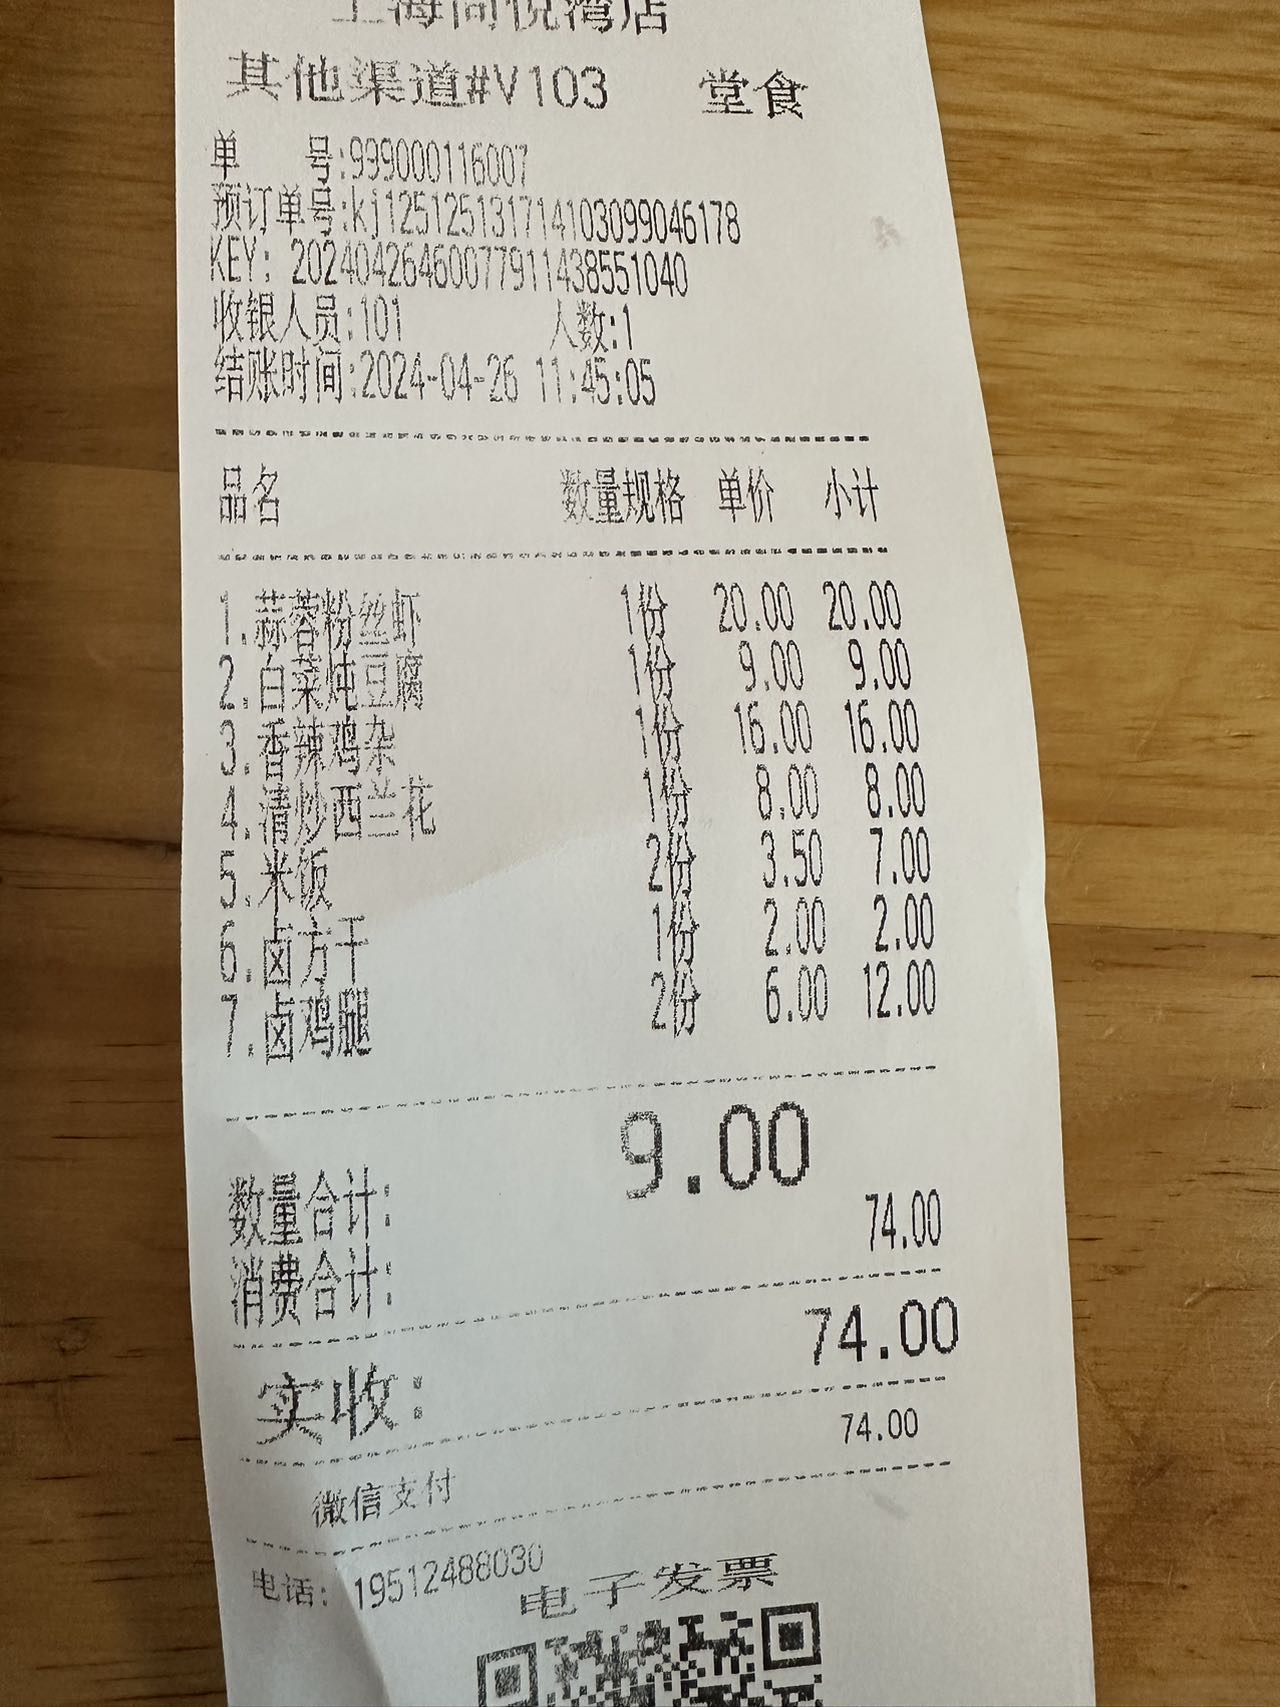 上海尚悦湾店
其他渠道#V103 堂食
单 号:999000116007
预订单号:kj1251251317141030990461​78
KEY: 20240426460077911438551040
收银人员:101 人数:1
结账时间:2024-04-26 11:45:05
品名 数量规格 单价 小计
1.蒜蓉粉丝虾 1份 20.00 20.00
2.白菜炖豆腐 1份 9.00 9.00
3.香辣鸡杂 1份 16.00 16.00
4.清炒西兰花 1份 8.00 8.00
5.米饭 2份 3.50 7.00
6.卤方干 1份 2.00 2.00
7.卤鸡腿 2份 6.00 12.00
数量合计: 9.00
消费合计: 74.00
实收: 74.00
微信支付 74.00
电话: 19512488030
电子发票